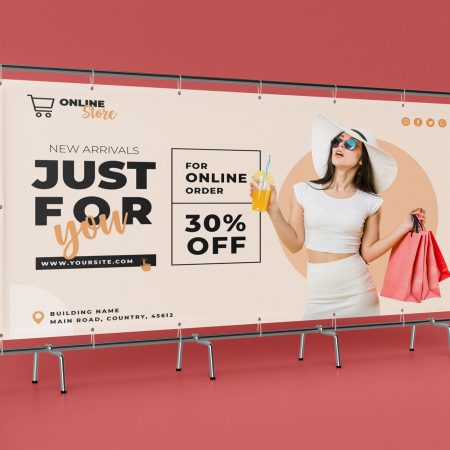 ONLINE
Store
NEW ARRIVALS
JUST
FOR
you
WWW.YOURSITE.COM
FOR
ONLINE
ORDER
30%
OFF
BUILDING NAME
MAIN ROAD, COUNTRY, 45612